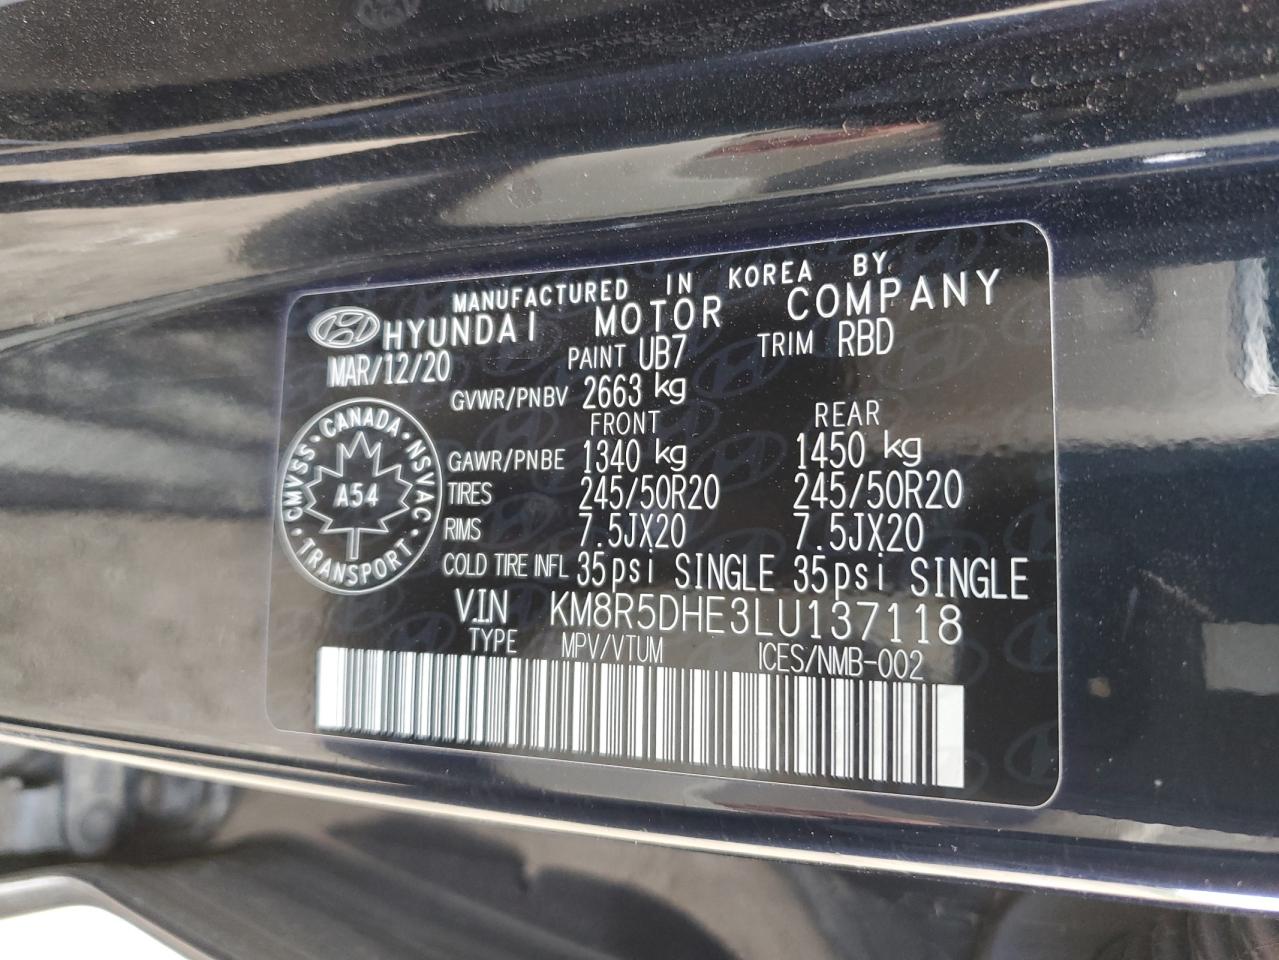 MANUFACTURED IN KOREA BY
HYUNDAI MOTOR COMPANY
MAR/12/20 PAINT UB7 TRIM RBD
GVWR/PNBV 2663 kg
FRONT REAR
GAWR/PNBE 1340 kg 1450 kg
TIRES 245/50R20 245/50R20
RIMS 7.5JX20 7.5JX20
COLD TIRE INFL 35psi SINGLE 35psi SINGLE
VIN KM8R5DHE3LU137118
TYPE MPV/VTUM ICES/NMB-002
CMVSS · CANADA · NSVAC · TRANSPORT ·
A54